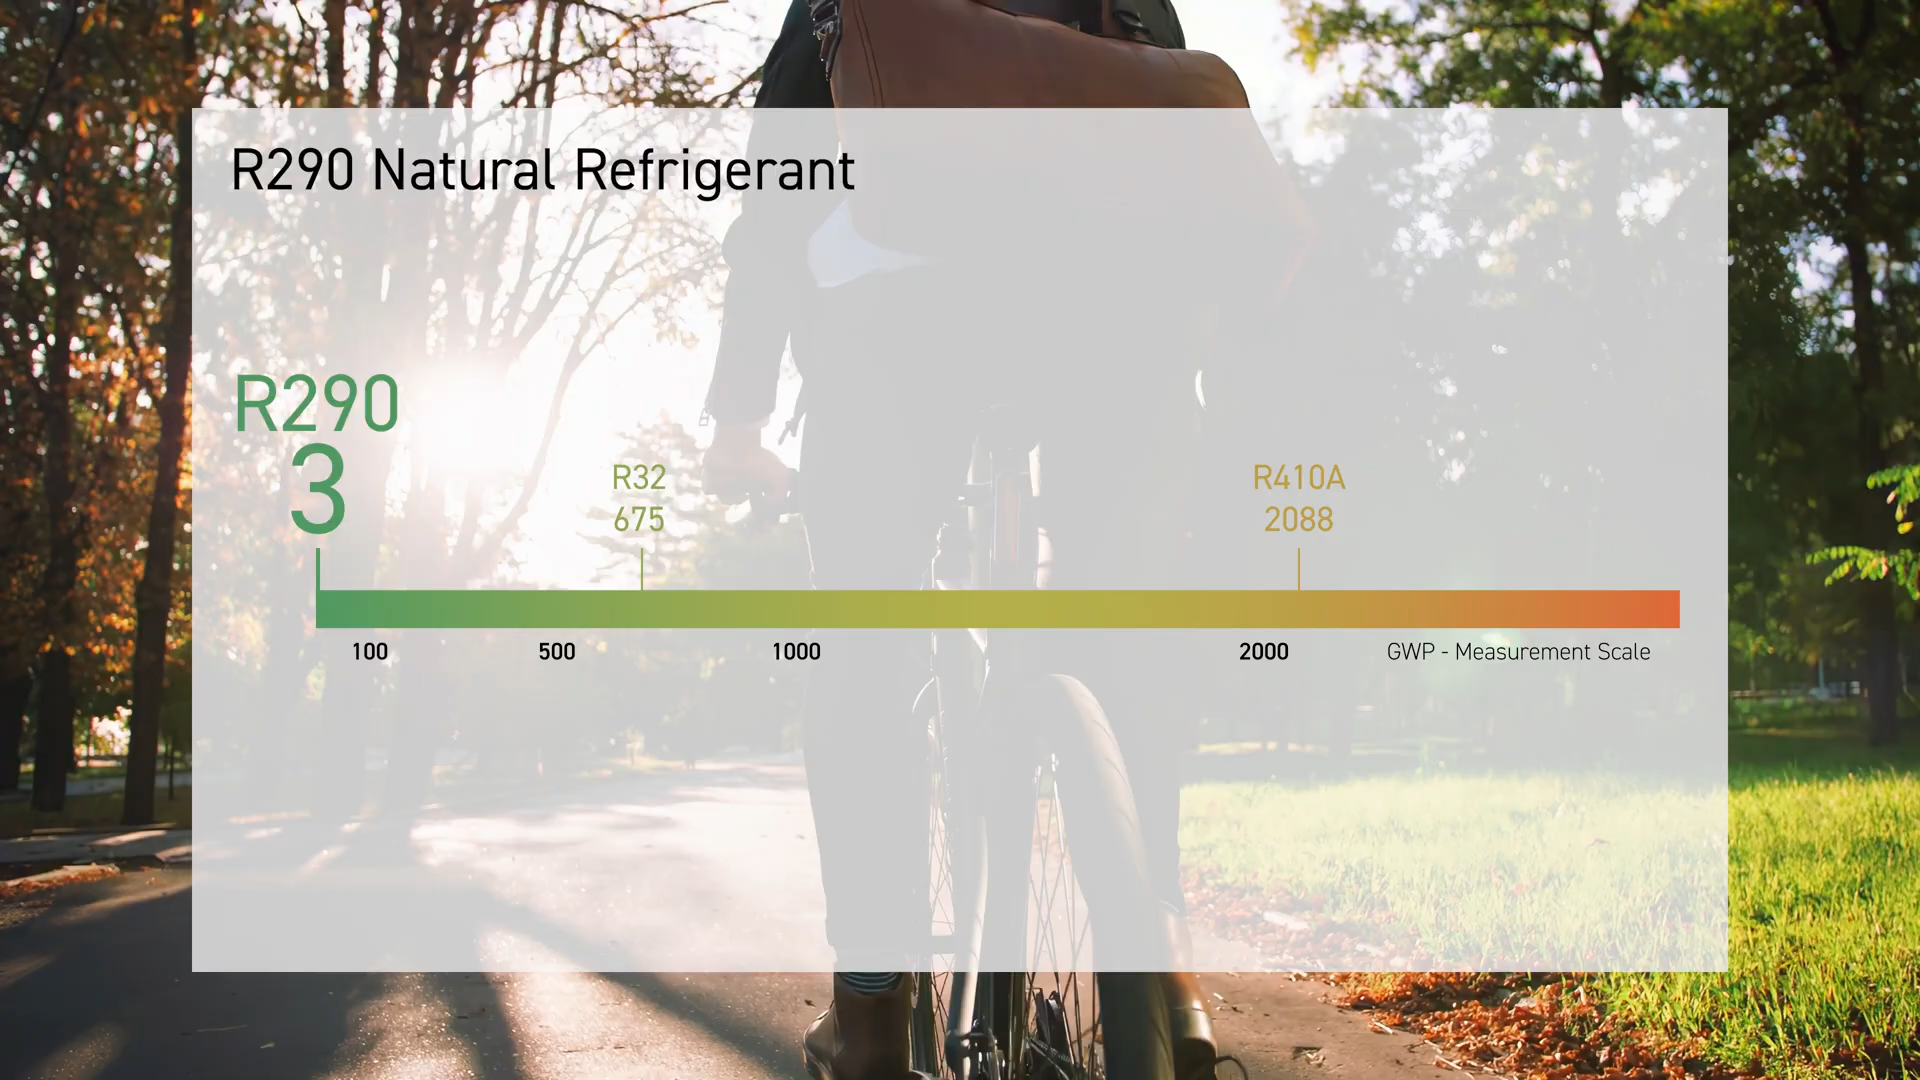 R290 Natural Refrigerant
R290
3
R32
675
R410A
2088
100 500 1000 2000 GWP - Measurement Scale